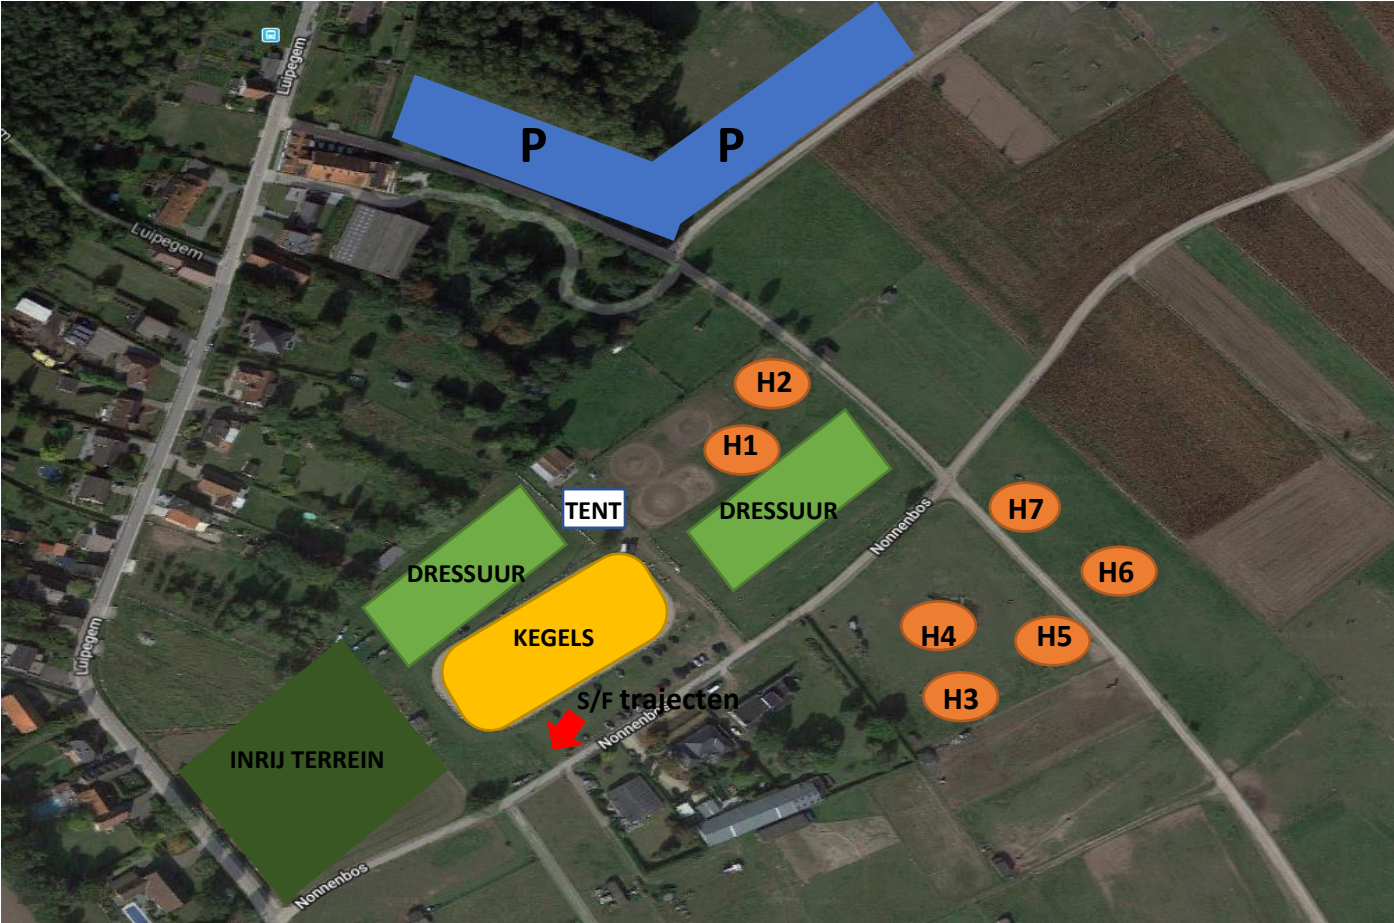 Luipegem
P
P
m
Luipegem
H2
H1
TENT
DRESSUUR
H7
Nonnenbos
DRESSUUR
H6
KEGELS
H4
H5
Luipegem
S/F trajecten
H3
Nonnenbos
INRIJ TERREIN
Nonnenbos